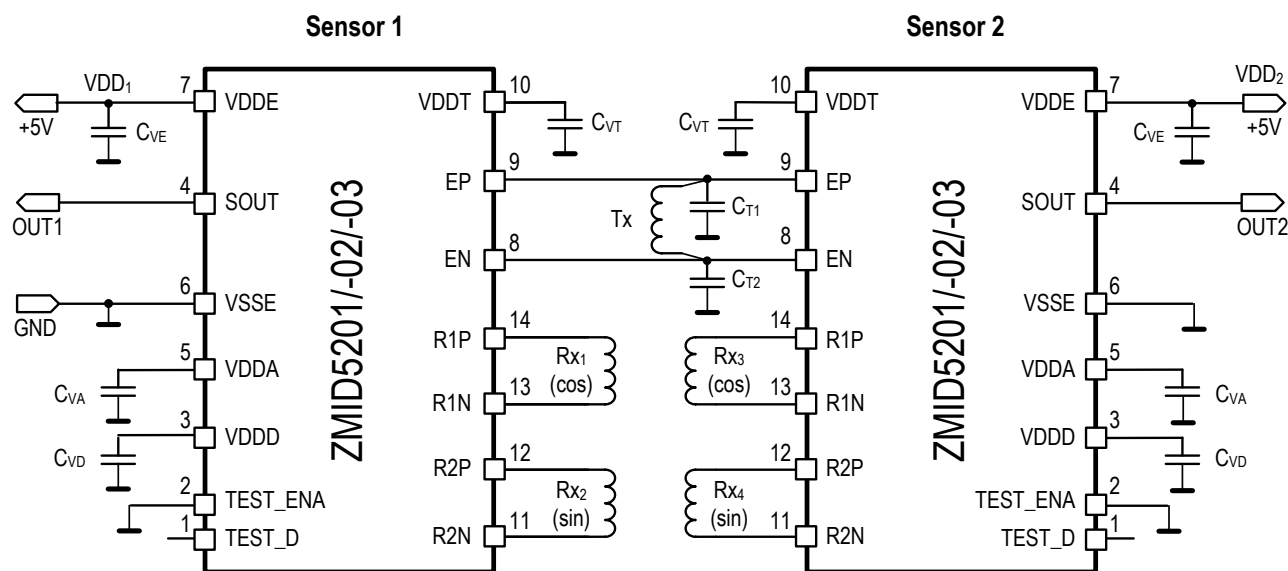 Sensor 1
Sensor 2
VDD1
7
VDDE
VDDT
10
10
VDDT
VDDE
7
VDD2
+5V
CVE
CVT
CVT
CVE
+5V
9
EP
9
EP
4
SOUT
4
SOUT
OUT1
Tx
CT1
OUT2
8
EN
8
EN
CT2
6
VSSE
6
VSSE
GND
14
R1P
14
R1P
5
VDDA
5
VDDA
Rx1
(cos)
Rx3
(cos)
CVA
CVA
13
R1N
13
R1N
3
VDDD
3
VDDD
CVD
CVD
12
R2P
12
R2P
2
TEST_ENA
2
TEST_ENA
Rx2
(sin)
Rx4
(sin)
1
TEST_D
1
TEST_D
11
R2N
11
R2N
ZMID5201/-02/-03
ZMID5201/-02/-03